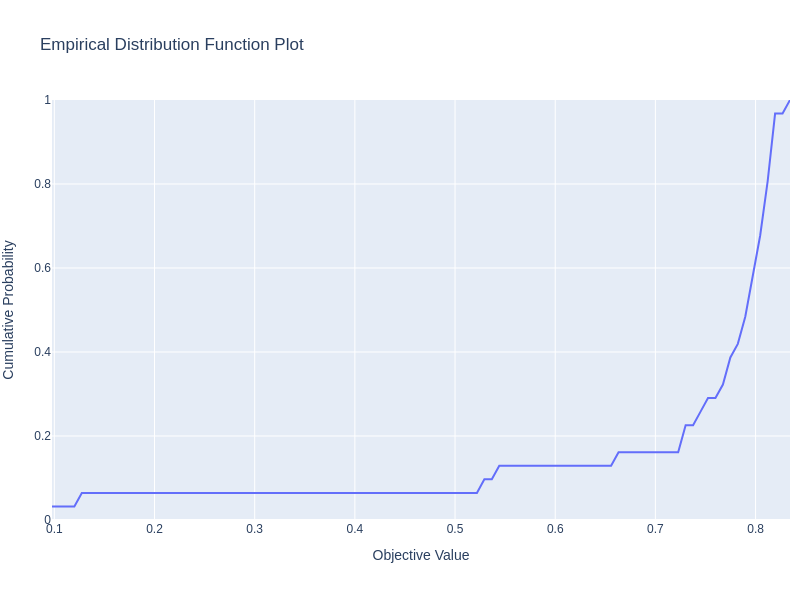 Empirical Distribution Function Plot
1
0.8
0.6
0.4
0.2
0
Cumulative Probability
0.1 0.2 0.3 0.4 0.5 0.6 0.7 0.8
Objective Value